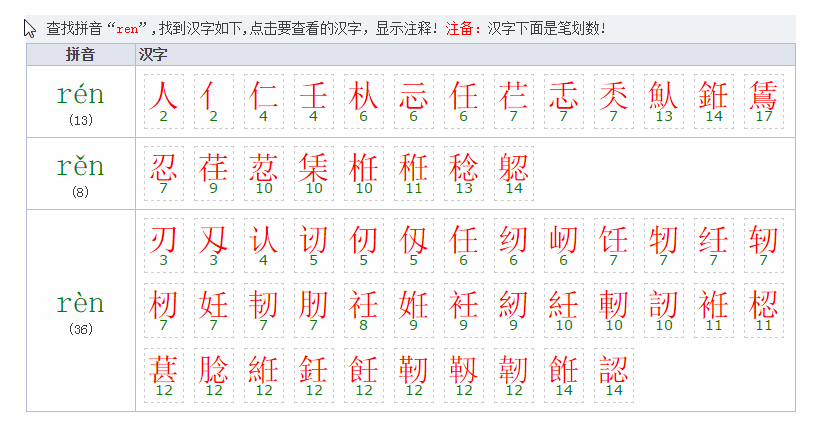 查找拼音“ren”,找到汉字如下,点击要查看的汉字，显示注释！注备：汉字下面是笔划数！
拼音 汉字
rén
(13)
人 亻 仁 壬 朲 忈 任 芢 忎 秂 魜 鉦 鵀
2 2 4 4 6 6 6 7 7 7 13 14 17
rěn
(8)
忍 荏 荵 栠 栣 秹 稔 躵
7 9 10 10 10 11 13 14
rèn
(36)
刃 刄 认 讱 仞 仭 任 纫 屻 饪 牣 纴 轫
3 3 4 5 5 5 6 6 6 7 7 7 7
杒 妊 韧 肕 祍 姙 衽 紉 紝 軔 訒 袵 梕
7 7 7 7 8 9 9 9 10 10 10 11 11
葚 腍 絍 釪 飪 靭 靱 韌 餁 認
12 12 12 12 12 12 12 12 14 14